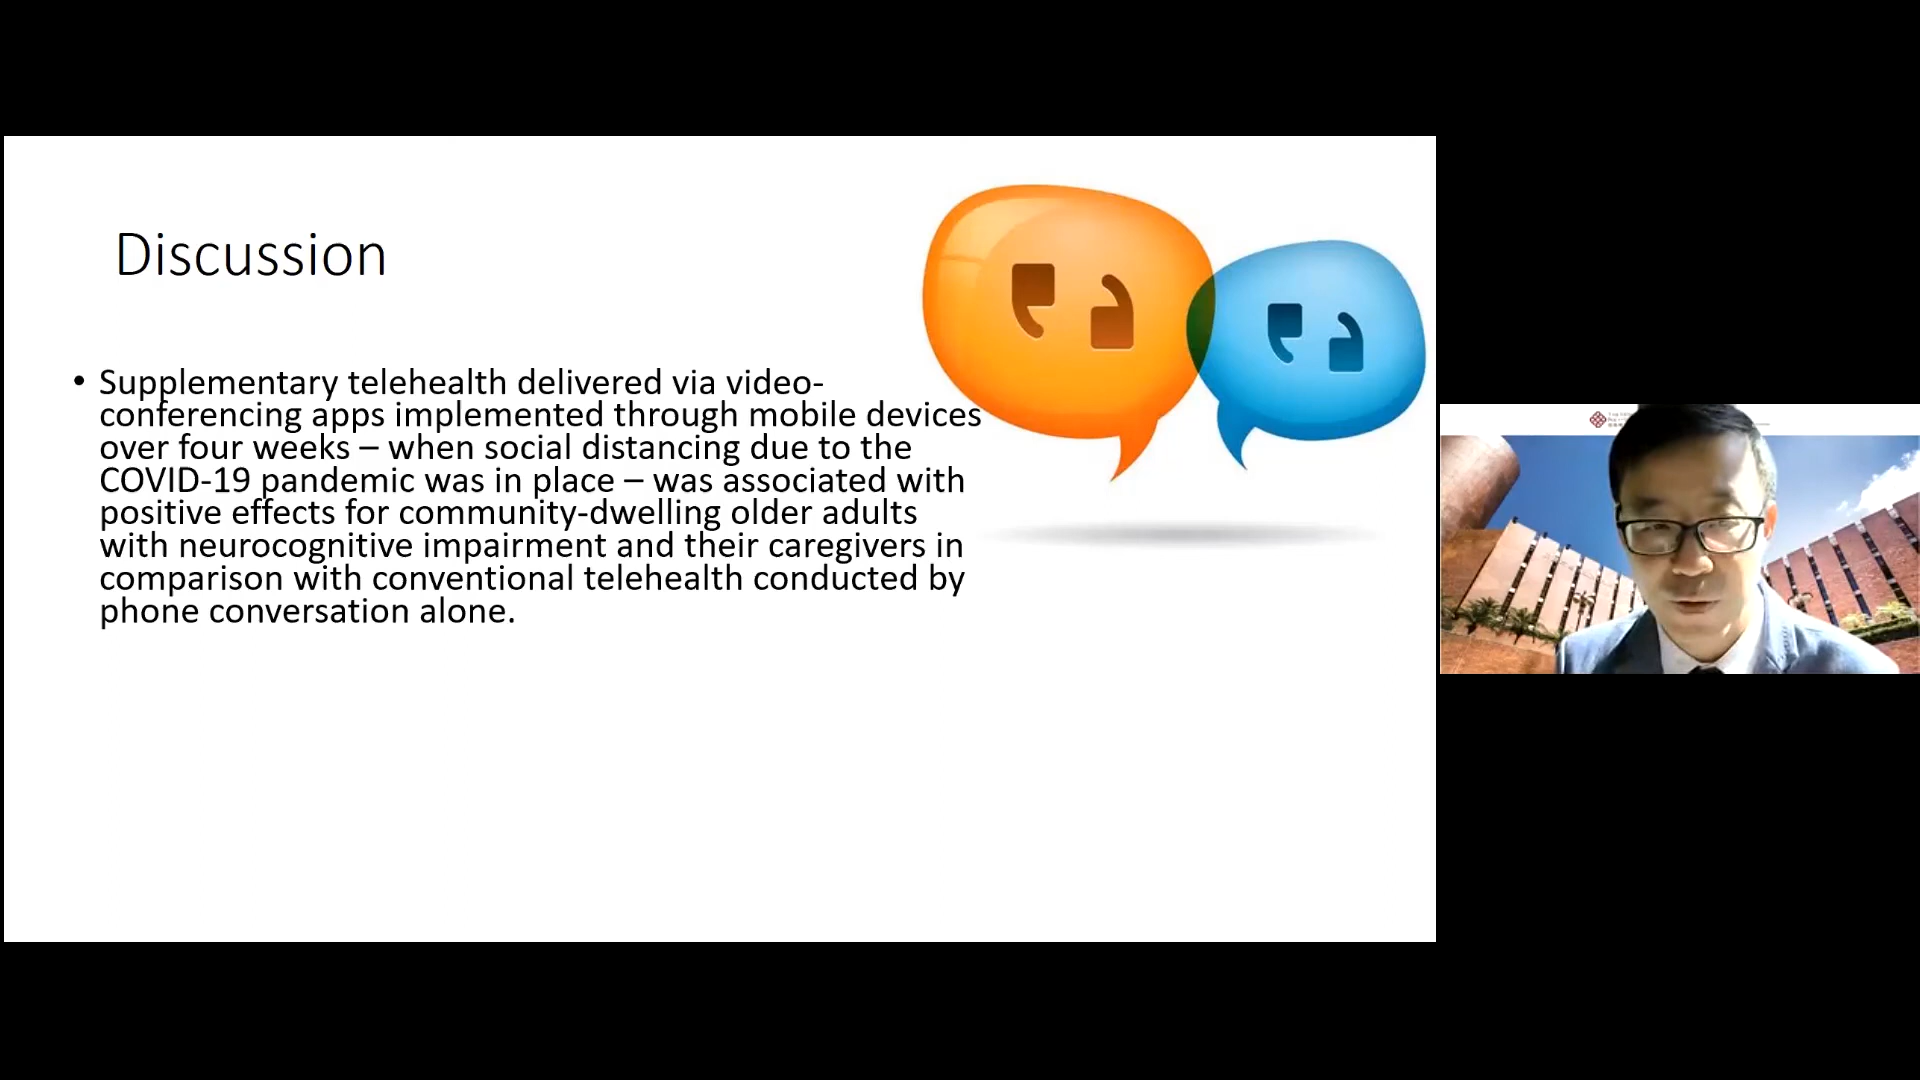 Discussion
• Supplementary telehealth delivered via video-
conferencing apps implemented through mobile devices
over four weeks – when social distancing due to the
COVID-19 pandemic was in place – was associated with
positive effects for community-dwelling older adults
with neurocognitive impairment and their caregivers in
comparison with conventional telehealth conducted by
phone conversation alone.